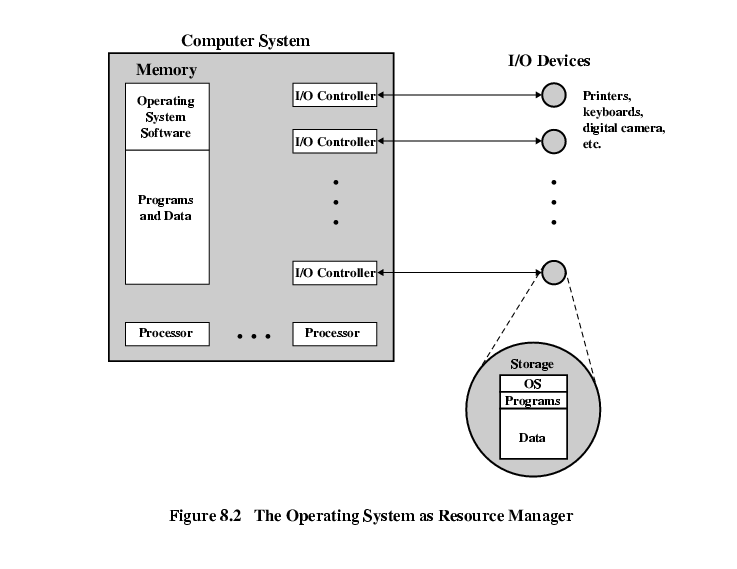 Computer System
I/O Devices
Memory
Operating
System
Software
Programs
and Data
I/O Controller
I/O Controller
I/O Controller
Printers,
keyboards,
digital camera,
etc.
Processor
Processor
Storage
OS
Programs
Data
Figure 8.2 The Operating System as Resource Manager